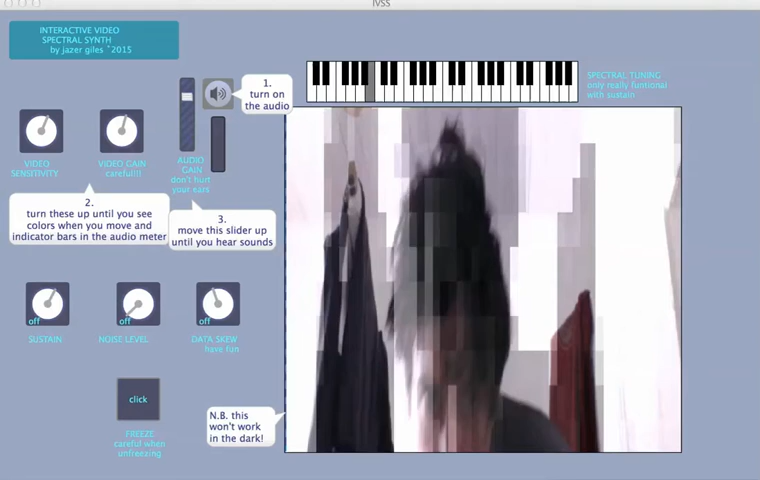 IVSS
INTERACTIVE VIDEO
SPECTRAL SYNTH
by jazer giles ˚2015
1.
turn on
the audio
SPECTRAL TUNING
only really funtional
with sustain
VIDEO
SENSITIVITY
VIDEO GAIN
careful!!!
AUDIO
GAIN
don't hurt
your ears
2.
turn these up until you see
colors when you move and
indicator bars in the audio meter
3.
move this slider up
until you hear sounds
off
SUSTAIN
off
NOISE LEVEL
off
DATA SKEW
have fun
click
FREEZE
careful when
unfreezing
N.B. this
won't work
in the dark!